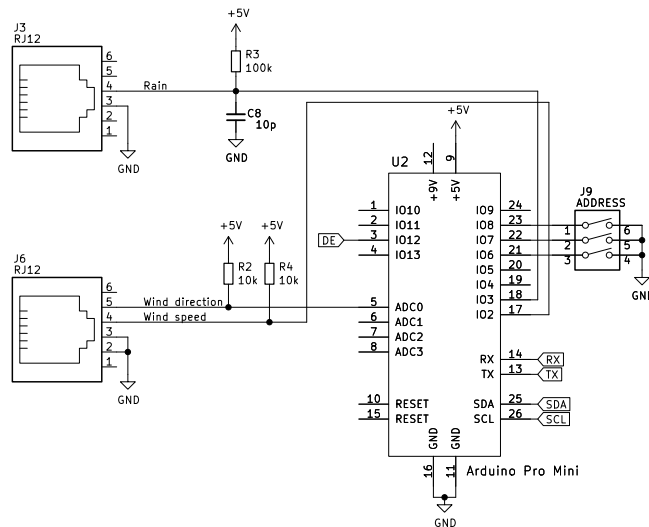 J3
RJ12
6
5
4
3
2
1
Rain
GND
+5V
R3
100k
C8
10p
GND
+5V
U2
12
9
+9V
+5V
1
2
3
4
IO10
IO11
IO12
IO13
DE
IO9
IO8
IO7
IO6
IO5
IO4
IO3
IO2
24
23
22
21
20
19
18
17
J9
ADDRESS
1
2
3
6
5
4
GND
+5V
+5V
R2
10k
R4
10k
J6
RJ12
6
5
4
3
2
1
Wind direction
Wind speed
GND
5
6
7
8
ADC0
ADC1
ADC2
ADC3
RX
TX
14
13
RX
TX
10
15
RESET
RESET
SDA
SCL
25
26
SDA
SCL
GND
GND
16
11
Arduino Pro Mini
GND